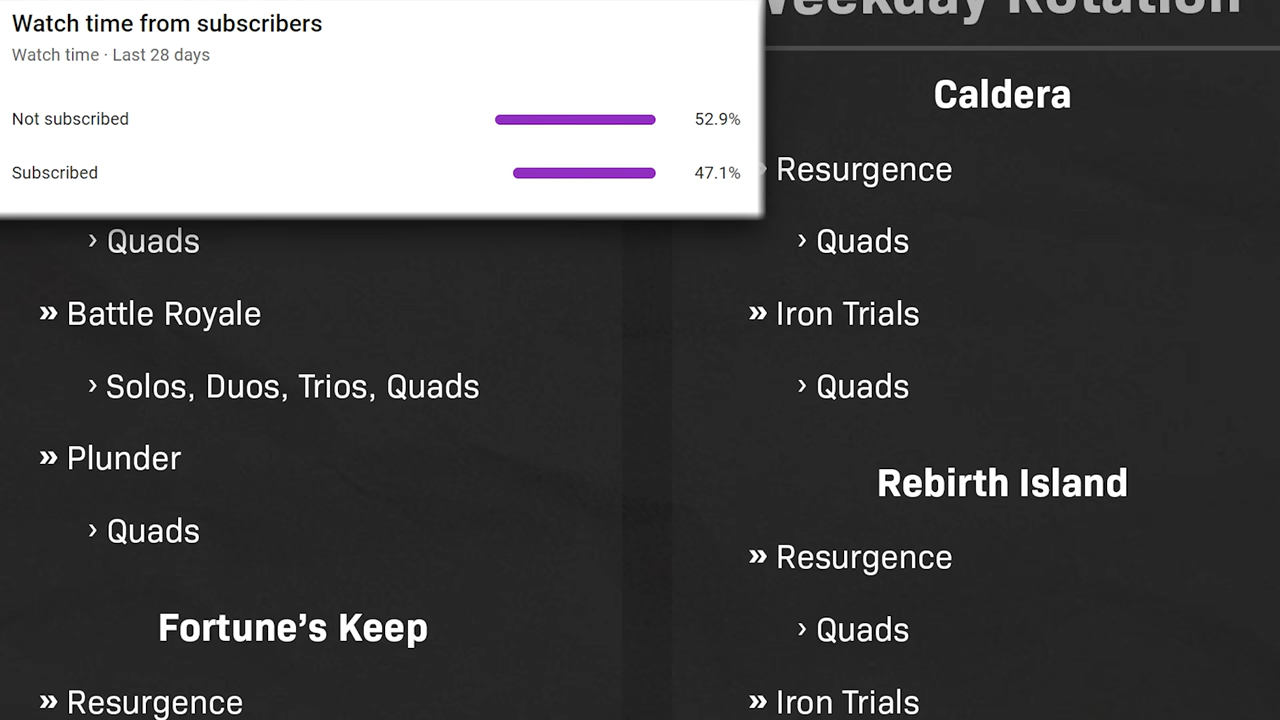 Watch time from subscribers
Watch time · Last 28 days
Not subscribed 52.9%
Subscribed 47.1%
› Quads
» Battle Royale
› Solos, Duos, Trios, Quads
» Plunder
› Quads
Fortune’s Keep
» Resurgence
Weekday Rotation
Caldera
» Resurgence
› Quads
» Iron Trials
› Quads
Rebirth Island
» Resurgence
› Quads
» Iron Trials